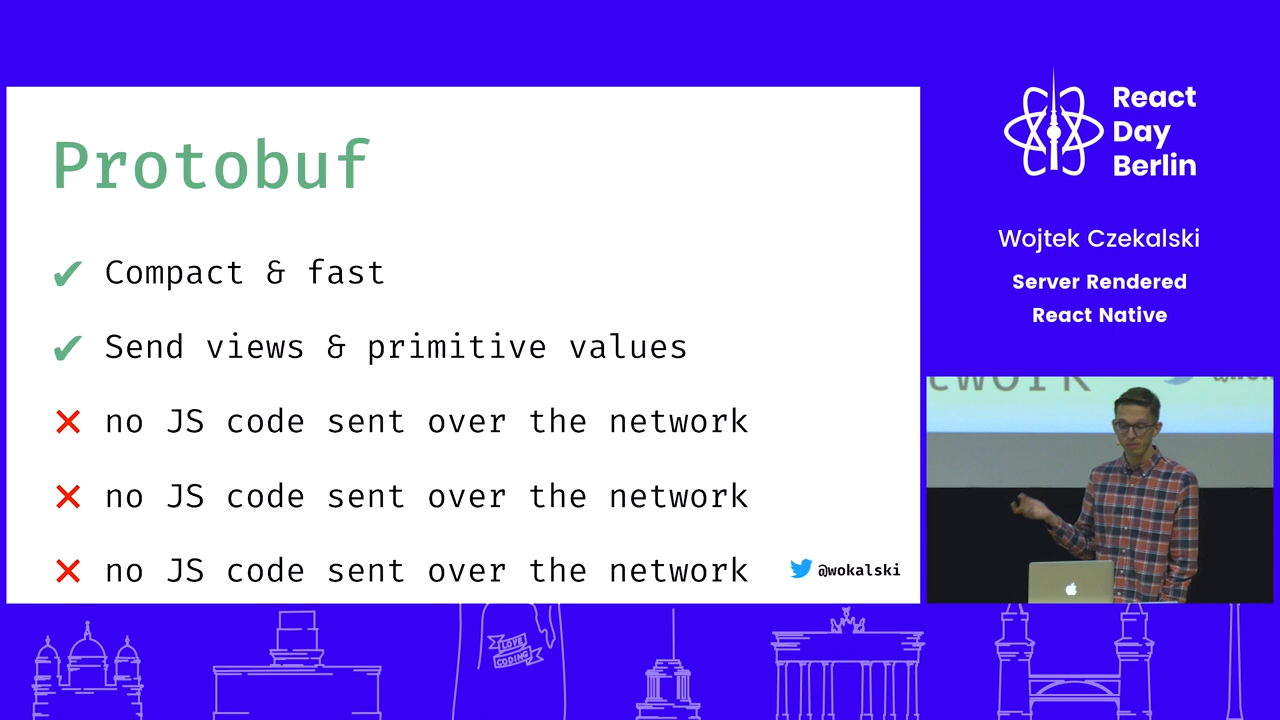 Protobuf
✔ Compact & fast
✔ Send views & primitive values
✕ no JS code sent over the network
✕ no JS code sent over the network
✕ no JS code sent over the network
@wokalski
React
Day
Berlin
Wojtek Czekalski
Server Rendered
React Native
LOVE
CODING